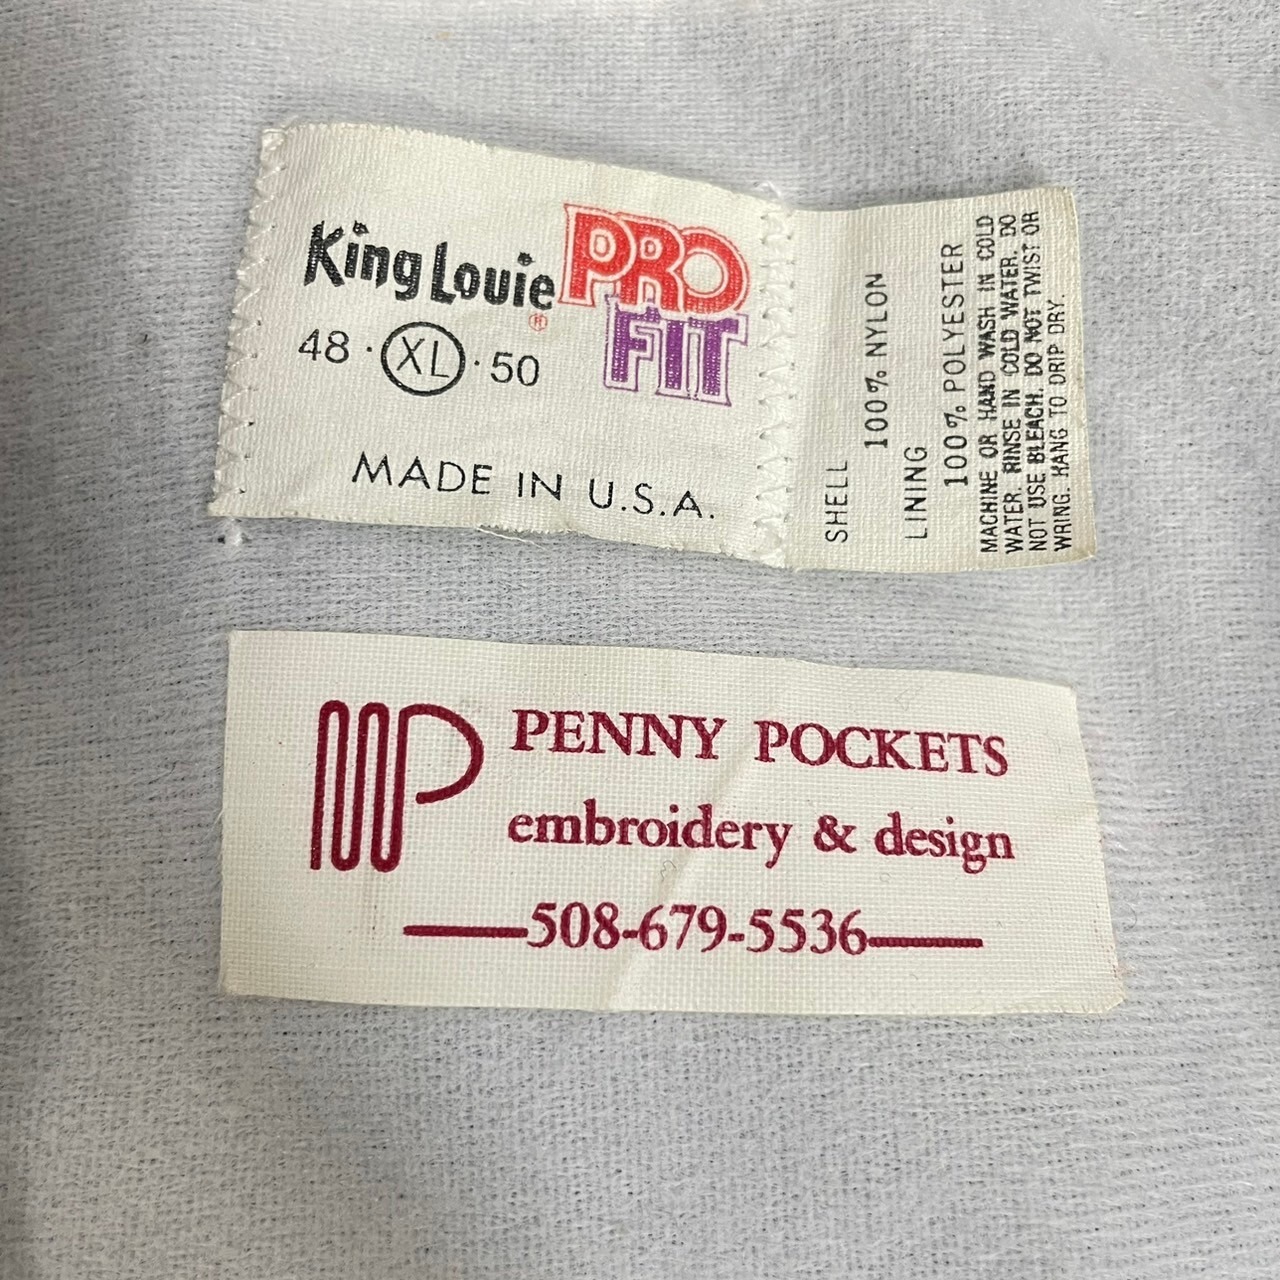 King Louie PRO
FIT
®
48 · XL · 50
MADE IN U.S.A.
SHELL
100% NYLON
LINING
100% POLYESTER
MACHINE OR HAND WASH IN COLD
WATER. RINSE IN COLD WATER. DO
NOT USE BLEACH. DO NOT TWIST OR
WRING. HANG TO DRIP DRY.
PENNY POCKETS
embroidery & design
508-679-5536